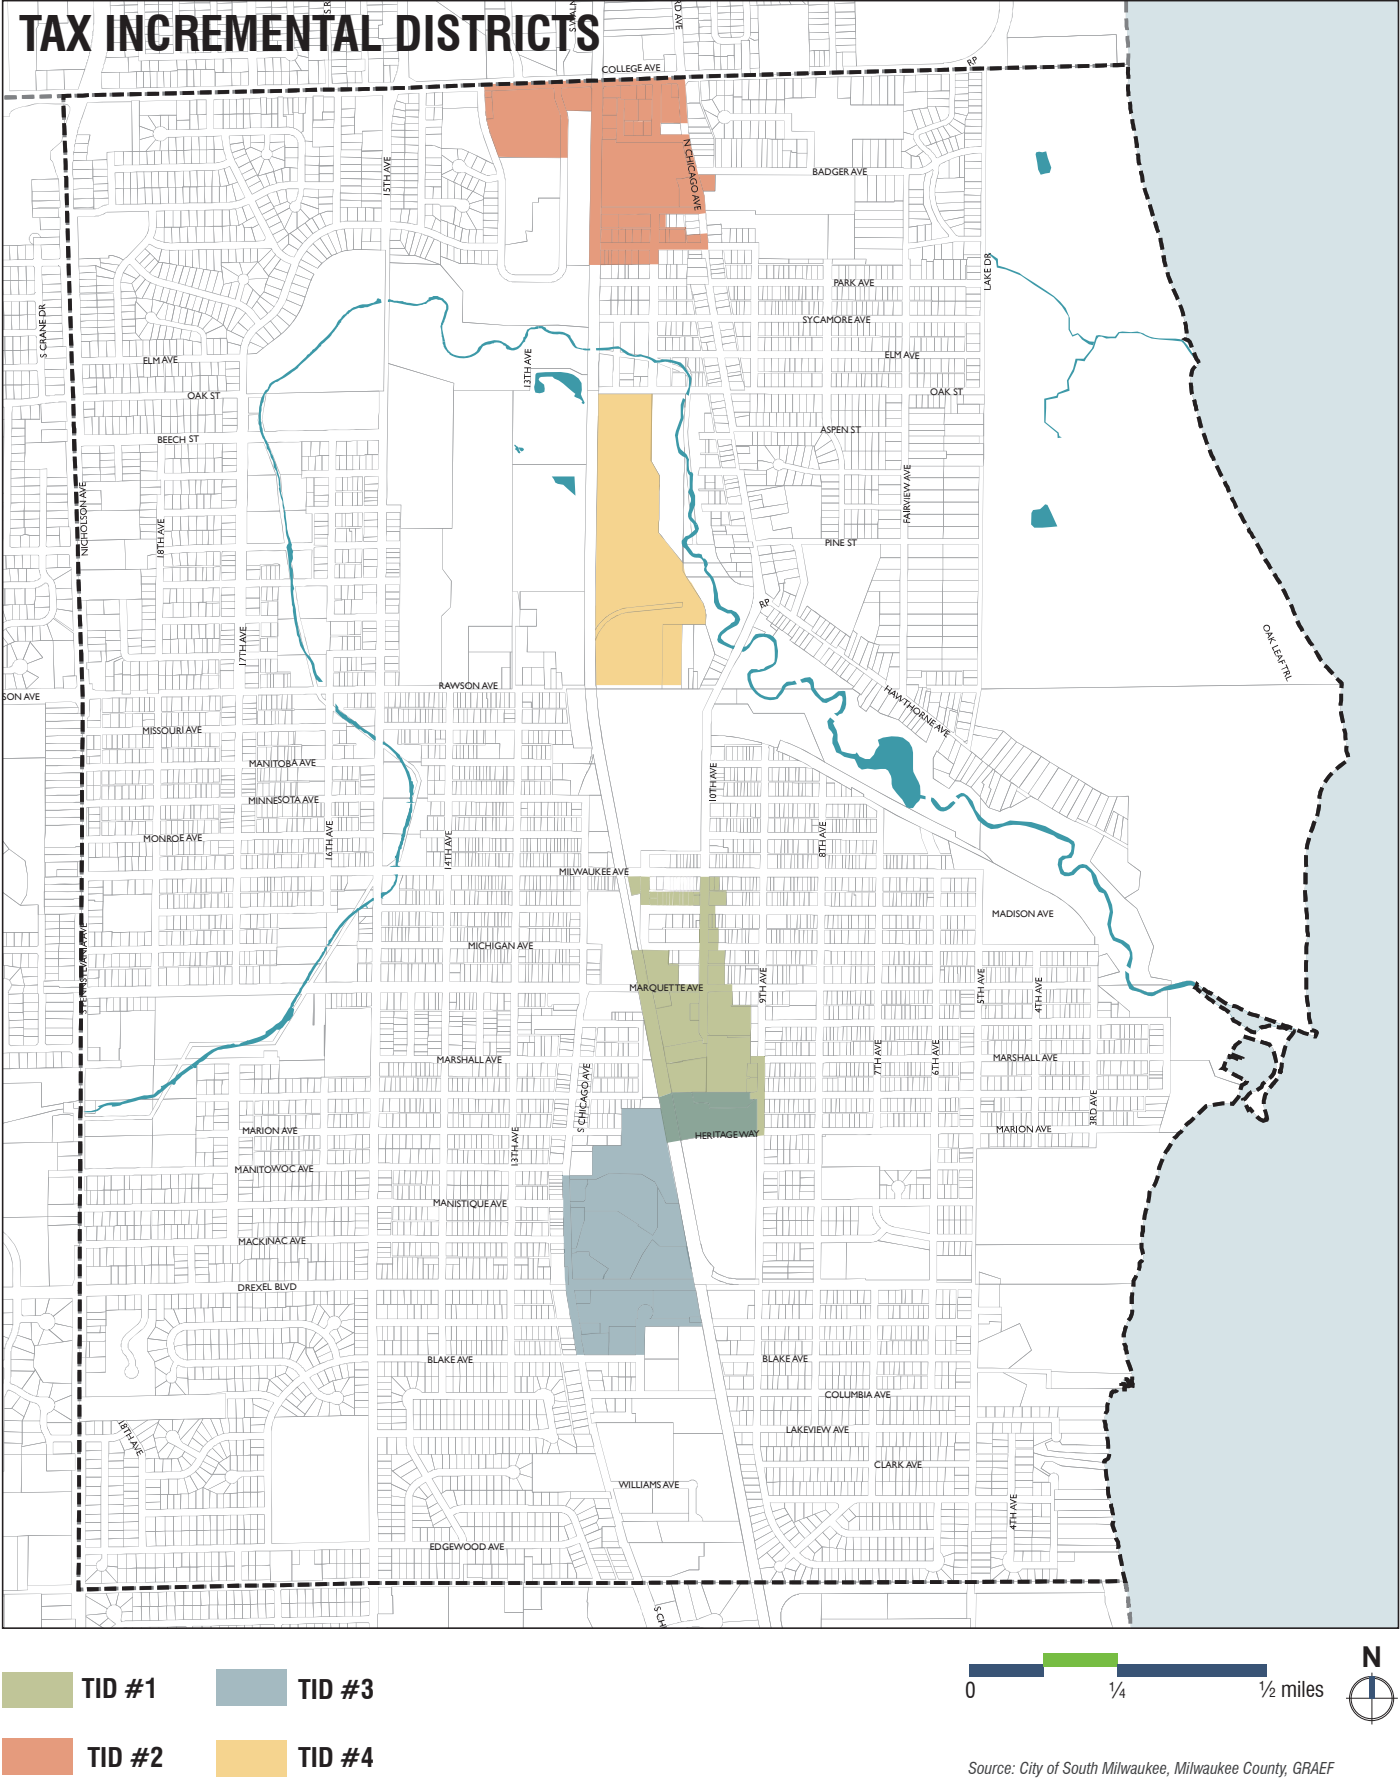 TAX INCREMENTAL DISTRICTS
COLLEGE AVE
RP
15TH AVE
N CHICAGO AVE
BADGER AVE
LAKE DR
PARK AVE
S CRANE DR
SYCAMORE AVE
ELM AVE
13TH AVE
ELM AVE
OAK ST
OAK ST
BEECH ST
ASPEN ST
NICHOLSON AVE
18TH AVE
FAIRVIEW AVE
PINE ST
RP
17TH AVE
OAK LEAF TRL
SON AVE
RAWSON AVE
HAWTHORNE AVE
MISSOURI AVE
MANITOBA AVE
10TH AVE
MINNESOTA AVE
MONROE AVE
16TH AVE
14TH AVE
8TH AVE
MILWAUKEE AVE
MADISON AVE
MICHIGAN AVE
S PENNSYLVANIA AVE
MARQUETTE AVE
9TH AVE
5TH AVE
4TH AVE
MARSHALL AVE
7TH AVE
6TH AVE
MARSHALL AVE
S CHICAGO AVE
3RD AVE
MARION AVE
13TH AVE
HERITAGE WAY
MARION AVE
MANITOWOC AVE
MANISTIQUE AVE
MACKINAC AVE
DREXEL BLVD
BLAKE AVE
BLAKE AVE
COLUMBIA AVE
18TH AVE
LAKEVIEW AVE
CLARK AVE
WILLIAMS AVE
4TH AVE
EDGEWOOD AVE
S CH
TID #1
TID #3
TID #2
TID #4
0
¼
½ miles
N
Source: City of South Milwaukee, Milwaukee County, GRAEF